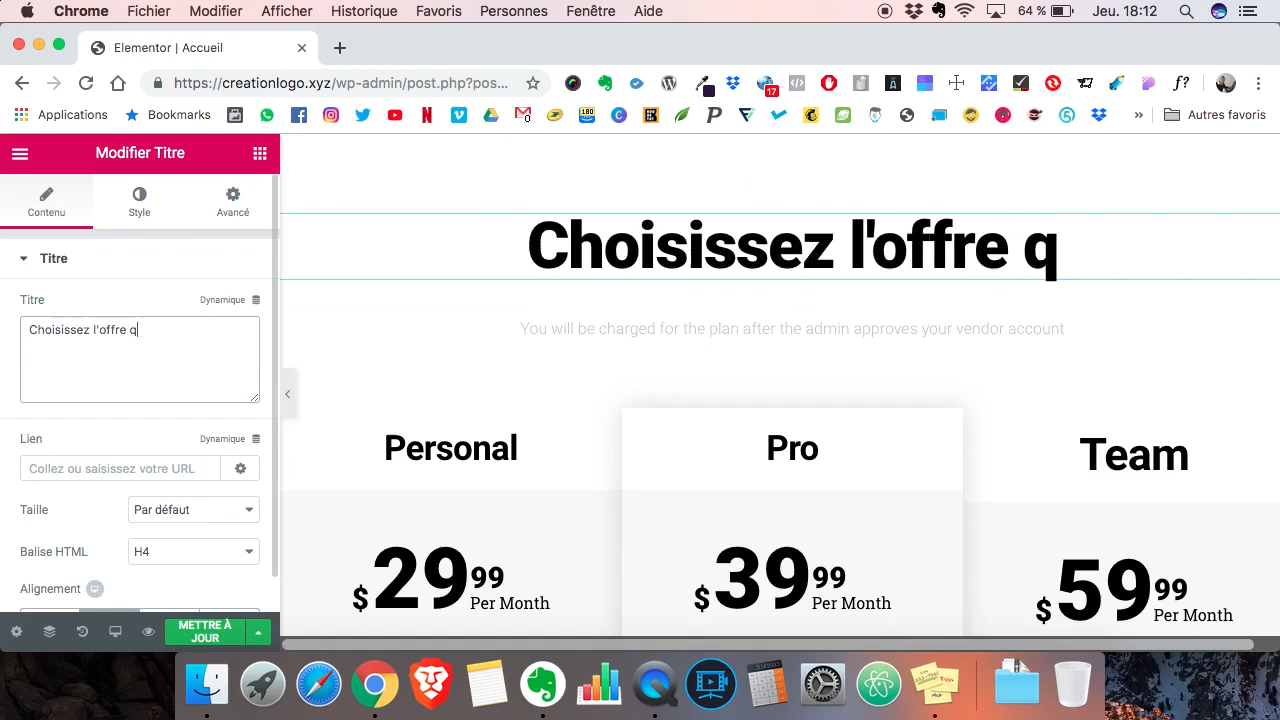 Chrome Fichier Modifier Afficher Historique Favoris Personnes Fenêtre Aide 64 % Jeu. 18:12
Elementor | Accueil
https://creationlogo.xyz/wp-admin/post.php?pos... 17 f?
Applications Bookmarks 180 » Autres favoris
Modifier Titre
Contenu Style Avancé
Titre
Titre Dynamique
Choisissez l'offre q
Lien Dynamique
Collez ou saisissez votre URL
Taille Par défaut
Balise HTML H4
Alignement
METTRE À JOUR
Choisissez l'offre q
You will be charged for the plan after the admin approves your vendor account
Personal Pro Team
$29 99 Per Month $39 99 Per Month $59 99 Per Month